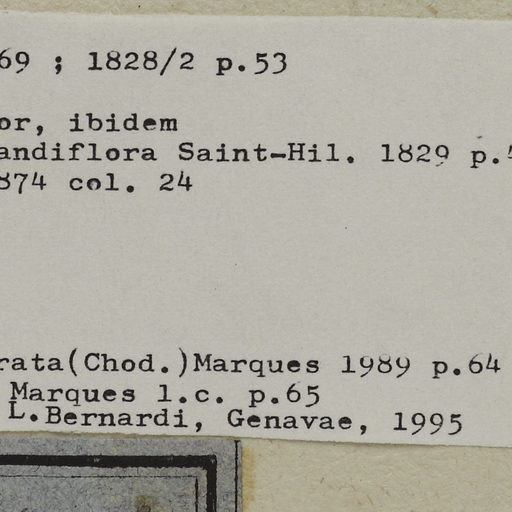 69 ; 1828/2 p.53
or, ibidem
andiflora Saint-Hil. 1829 p.4
874 col. 24
rata(Chod.)Marques 1989 p.64
Marques l.c. p.65
L.Bernardi, Genavae, 1995